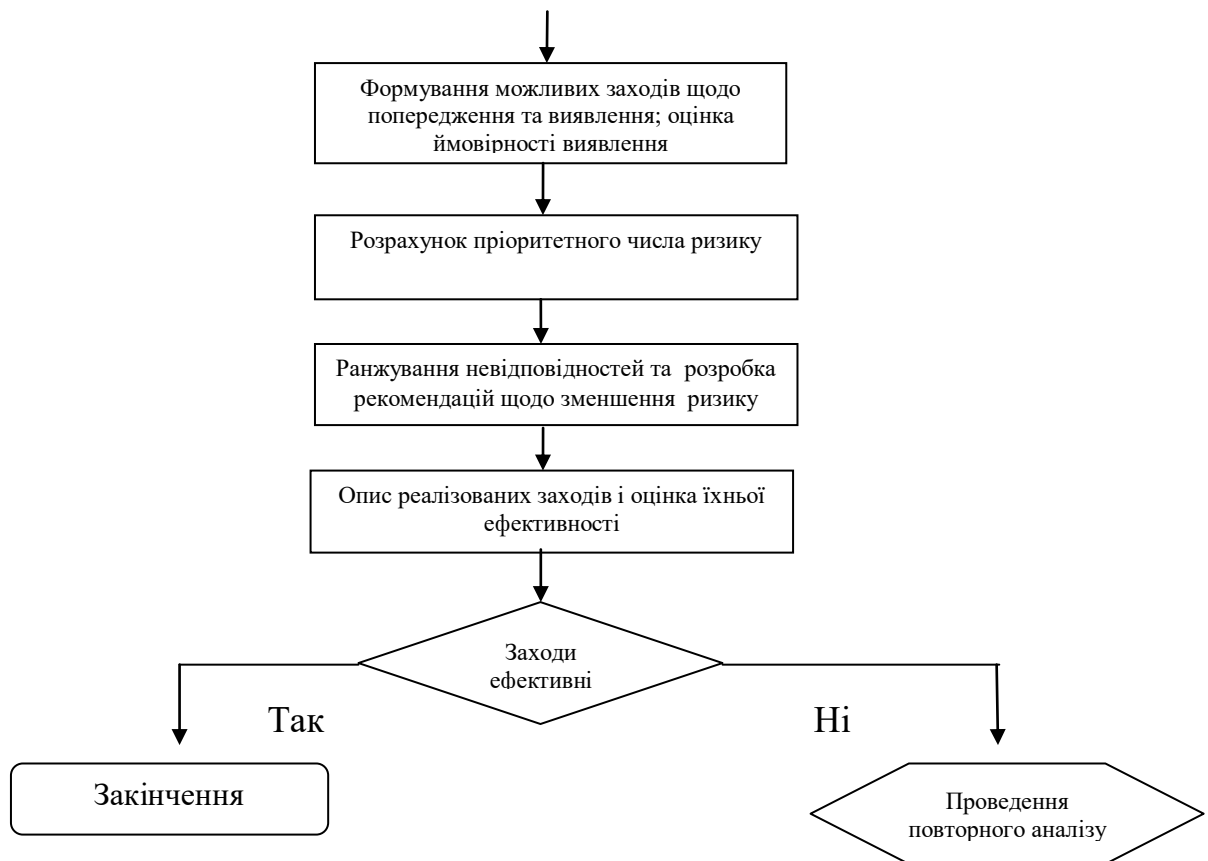 Формування можливих заходів щодо
попередження та виявлення; оцінка
ймовірності виявлення
Розрахунок пріоритетного числа ризику
Ранжування невідповідностей та розробка
рекомендацій щодо зменшення ризику
Опис реалізованих заходів і оцінка їхньої
ефективності
Заходи
ефективні
Так
Ні
Закінчення
Проведення
повторного аналізу